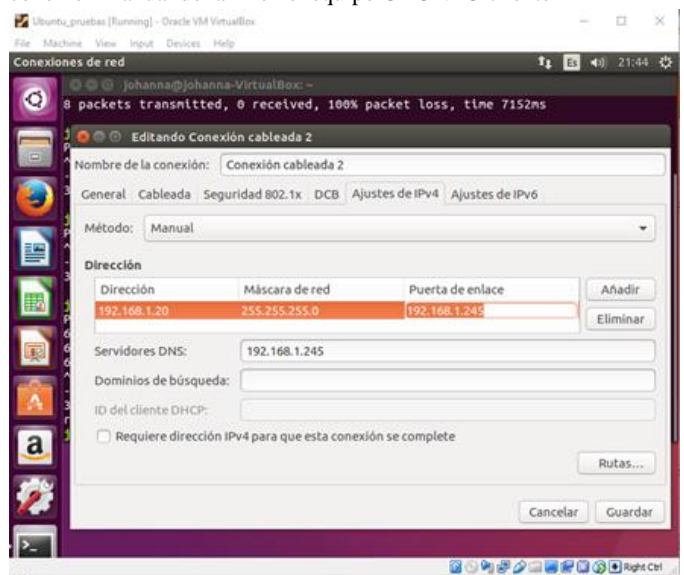 Ubuntu_pruebas [Running] - Oracle VM VirtualBox
File Machine View Input Devices Help
Conexiones de red Es 21:44
johanna@johanna-VirtualBox: ~
8 packets transmitted, 0 received, 100% packet loss, time 7152ms
Editando Conexión cableada 2
Nombre de la conexión: Conexión cableada 2
General Cableada Seguridad 802.1x DCB Ajustes de IPv4 Ajustes de IPv6
Método: Manual
Dirección
Dirección Máscara de red Puerta de enlace Añadir
192.168.1.20 255.255.255.0 192.168.1.245
Eliminar
Servidores DNS: 192.168.1.245
Dominios de búsqueda:
ID del cliente DHCP:
Requiere dirección IPv4 para que esta conexión se complete
Rutas...
Cancelar Guardar
Right Ctrl